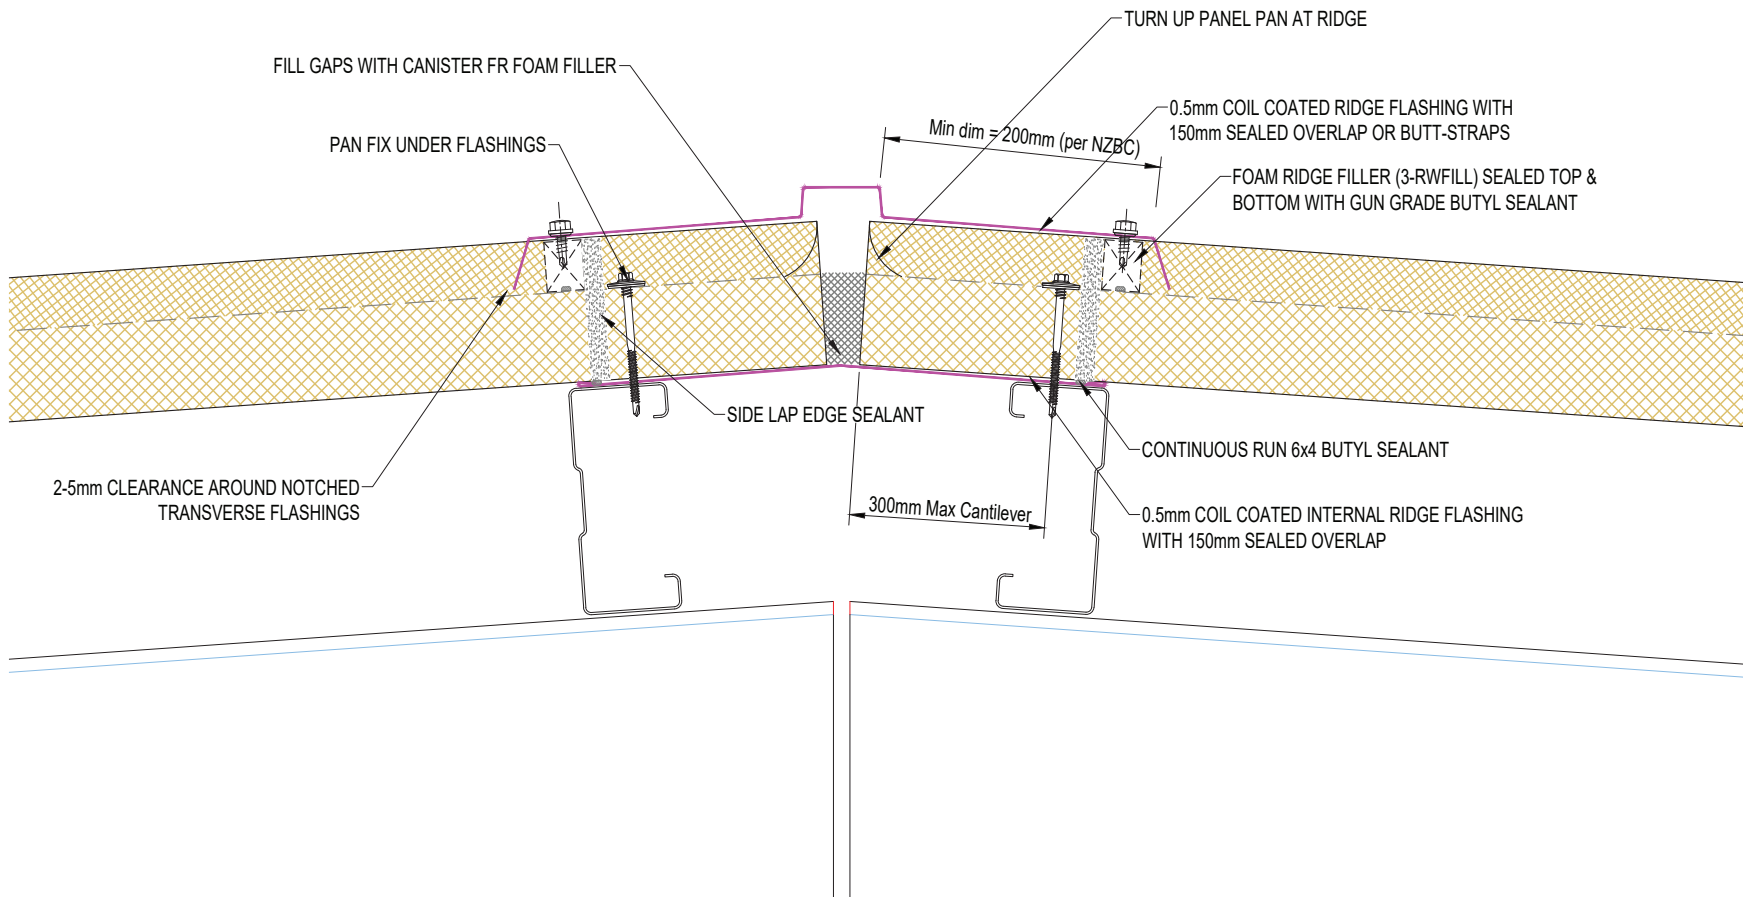 TURN UP PANEL PAN AT RIDGE
FILL GAPS WITH CANISTER FR FOAM FILLER
0.5mm COIL COATED RIDGE FLASHING WITH
150mm SEALED OVERLAP OR BUTT-STRAPS
Min dim = 200mm (per NZBC)
PAN FIX UNDER FLASHINGS
FOAM RIDGE FILLER (3-RWFILL) SEALED TOP &
BOTTOM WITH GUN GRADE BUTYL SEALANT
SIDE LAP EDGE SEALANT
CONTINUOUS RUN 6x4 BUTYL SEALANT
2-5mm CLEARANCE AROUND NOTCHED
TRANSVERSE FLASHINGS
300mm Max Cantilever
0.5mm COIL COATED INTERNAL RIDGE FLASHING
WITH 150mm SEALED OVERLAP